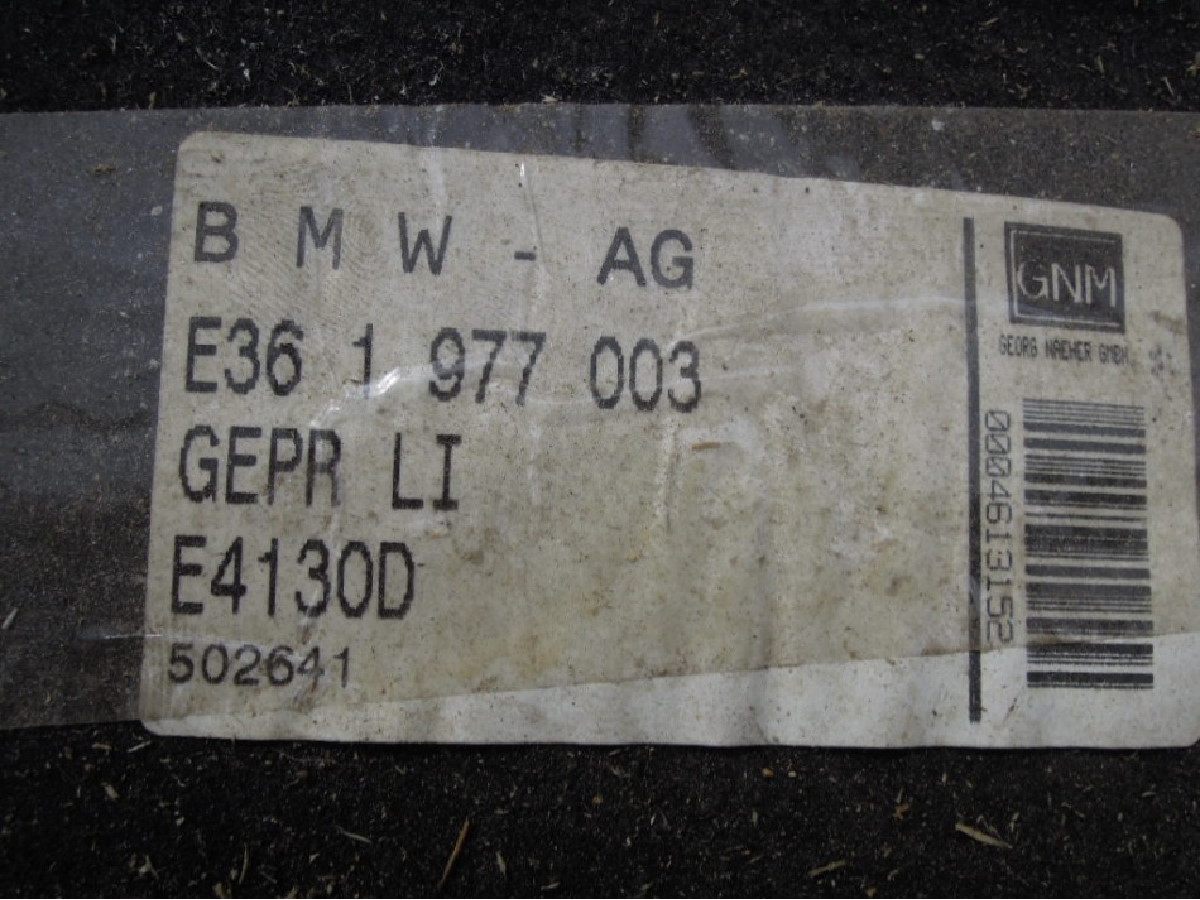 B M W - AG
E36 1 977 003
GEPR LI
E4130D
502641
GNM
GEORG NAEHER GMBH
0004613152